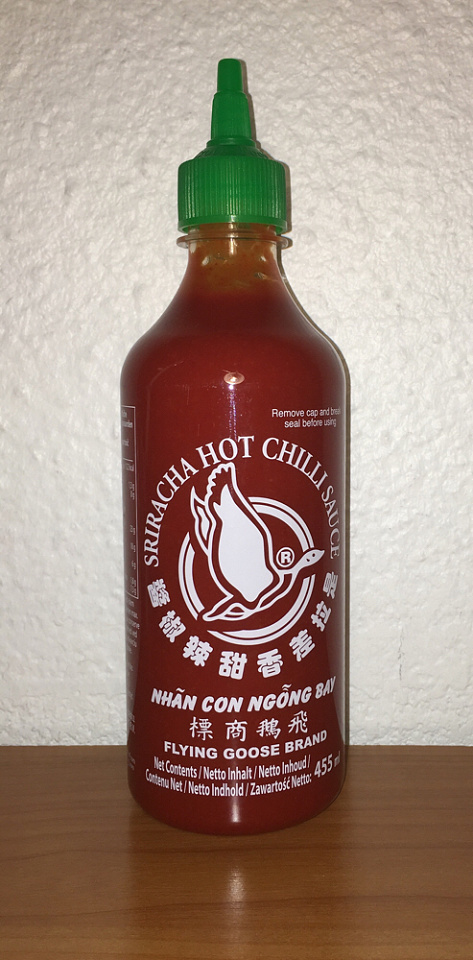 Remove cap and break
seal before using
SRIRACHA HOT CHILLI SAUCE
®
是拉差香甜辣椒醬
NHÃN CON NGỖNG BAY
標商鵝飛
FLYING GOOSE BRAND
Net Contents / Netto Inhalt / Netto Inhoud /
Contenu Net / Netto Indhold / Zawartość Netto: 455 ml